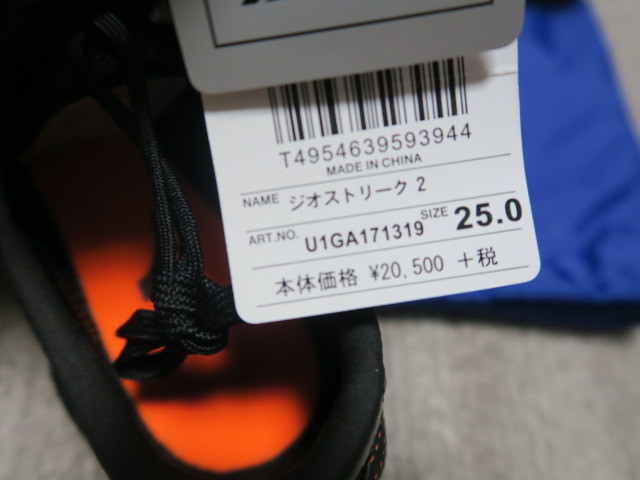 T4954639593944
MADE IN CHINA
NAME ジオストリーク 2
ART.NO. U1GA171319 SIZE 25.0
本体価格 ¥20,500 +税